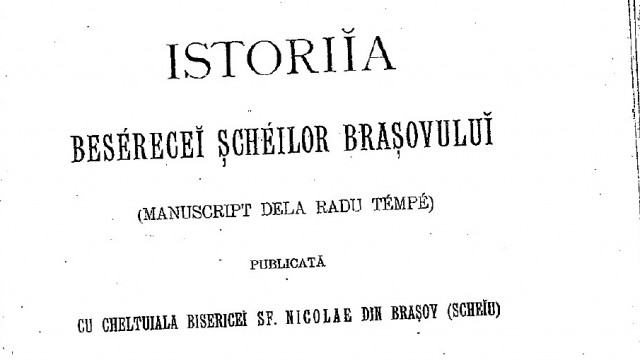 ISTORIĬA
BESÉRECEĬ ȘCHÉILOR BRAȘOVULUĬ
(MANUSCRIPT DELA RADU TÉMPÉ)
PUBLICATĂ
CU CHELTUIALA BISERICEĬ SF. NICOLAE DIN BRAȘOV (SCHEĬU)